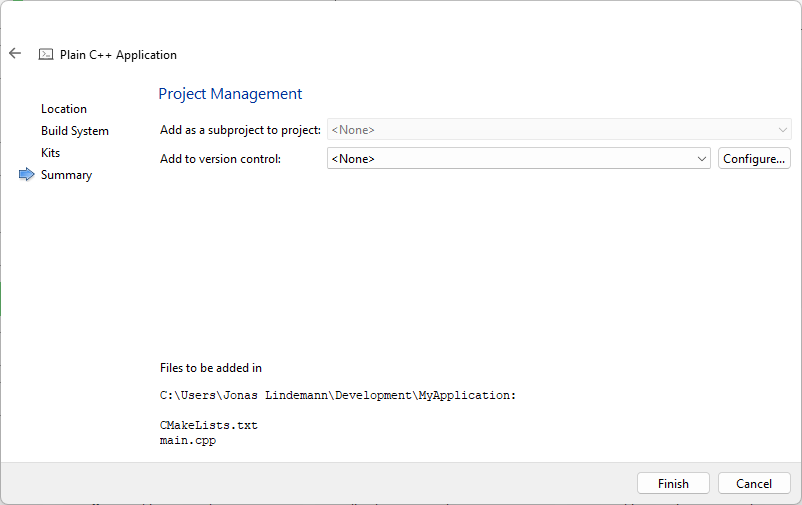 Plain C++ Application
Project Management
Location
Build System
Kits
Summary
Add as a subproject to project: <None>
Add to version control: <None> Configure...
Files to be added in
C:\Users\Jonas Lindemann\Development\MyApplication:
CMakeLists.txt
main.cpp
Finish Cancel